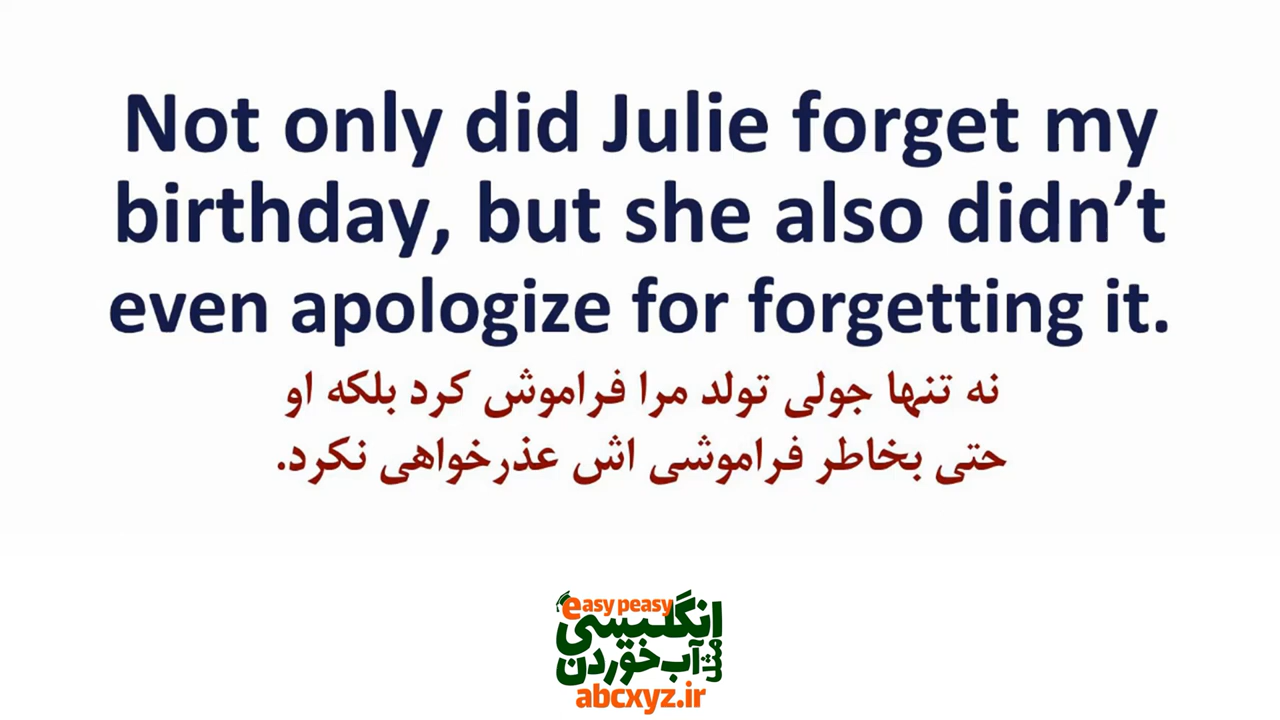 Not only did Julie forget my
birthday, but she also didn’t
even apologize for forgetting it.
نه تنها جولی تولد مرا فراموش کرد بلکه او
حتی بخاطر فراموشی اش عذرخواهی نکرد.
easy peasy
انگلیسی
مثل آب خوردن
abcxyz.ir